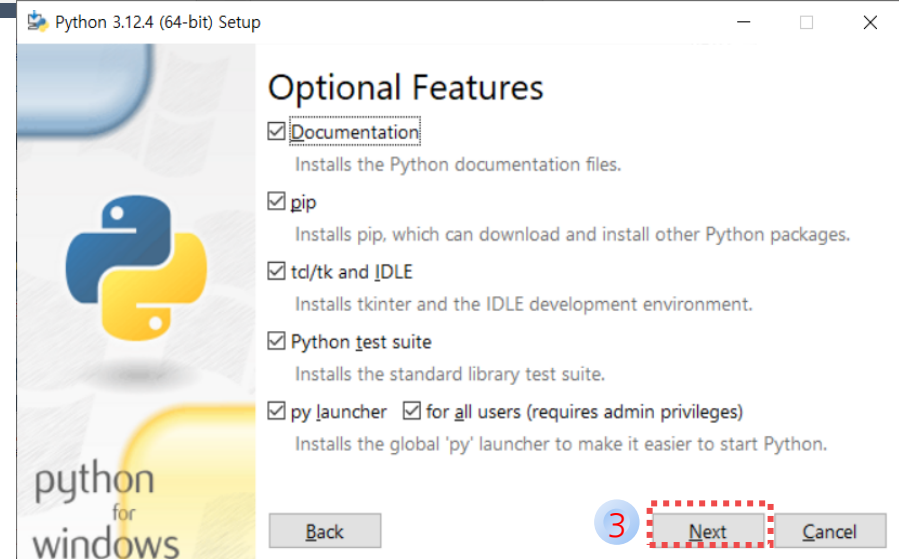 Python 3.12.4 (64-bit) Setup
Optional Features
Documentation
Installs the Python documentation files.
pip
Installs pip, which can download and install other Python packages.
tcl/tk and IDLE
Installs tkinter and the IDLE development environment.
Python test suite
Installs the standard library test suite.
py launcher for all users (requires admin privileges)
Installs the global 'py' launcher to make it easier to start Python.
python
for
windows
Back 3 Next Cancel